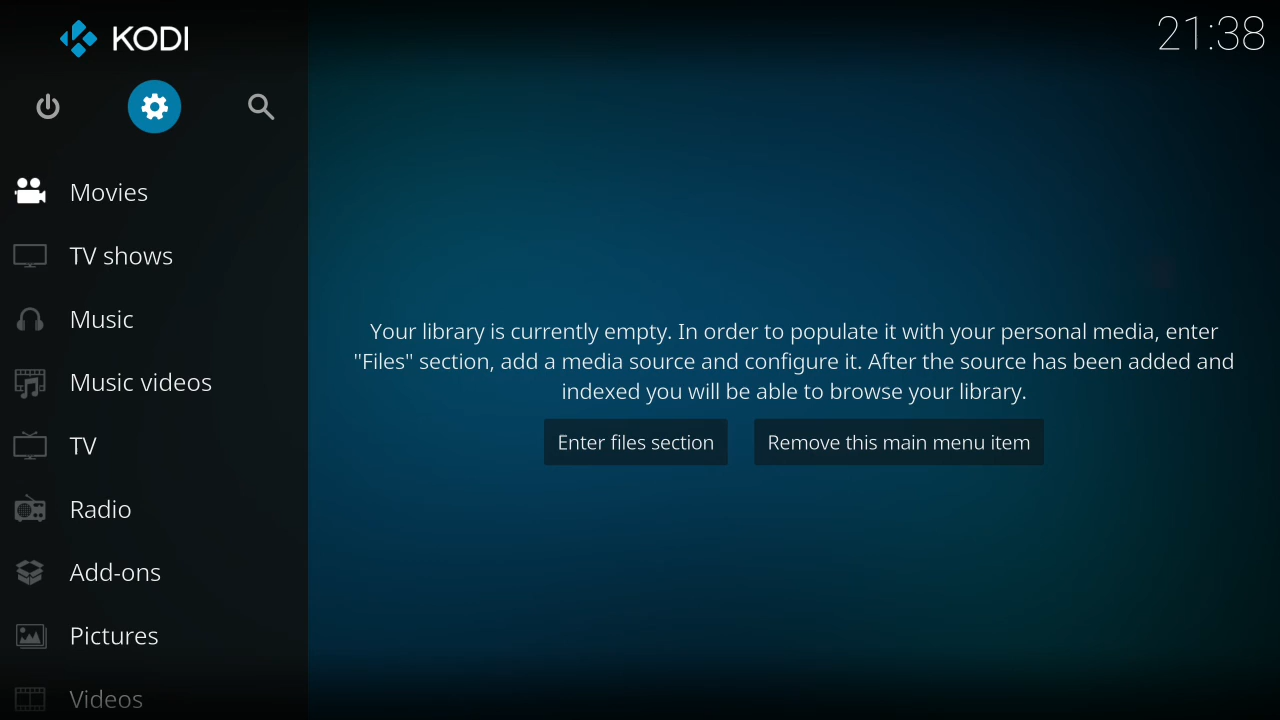 KODI
21:38
Movies
TV shows
Music
Music videos
TV
Radio
Add-ons
Pictures
Videos
Your library is currently empty. In order to populate it with your personal media, enter
"Files" section, add a media source and configure it. After the source has been added and
indexed you will be able to browse your library.
Enter files section
Remove this main menu item